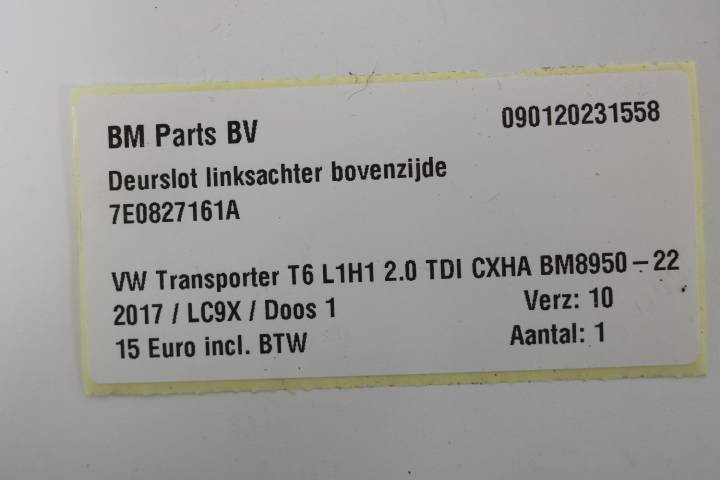 BM Parts BV 090120231558
Deurslot linksachter bovenzijde
7E0827161A
VW Transporter T6 L1H1 2.0 TDI CXHA BM8950-22
2017 / LC9X / Doos 1 Verz: 10
15 Euro incl. BTW Aantal: 1